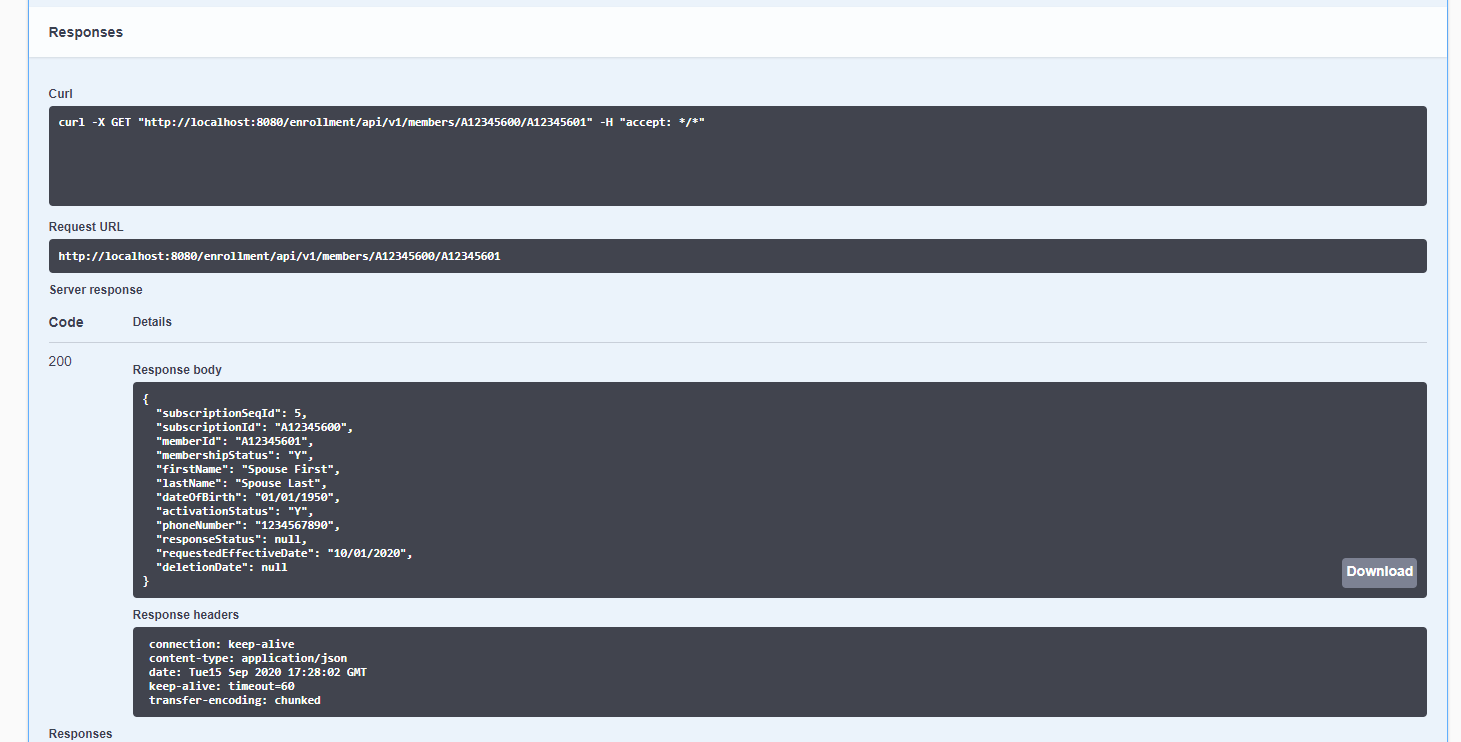 Responses
Curl
curl -X GET "http://localhost:8080/enrollment/api/v1/members/A12345600/A12345601" -H "accept: */*"
Request URL
http://localhost:8080/enrollment/api/v1/members/A12345600/A12345601
Server response
Code Details
200
Response body
{
  "subscriptionSeqId": 5,
  "subscriptionId": "A12345600",
  "memberId": "A12345601",
  "membershipStatus": "Y",
  "firstName": "Spouse First",
  "lastName": "Spouse Last",
  "dateOfBirth": "01/01/1950",
  "activationStatus": "Y",
  "phoneNumber": "1234567890",
  "responseStatus": null,
  "requestedEffectiveDate": "10/01/2020",
  "deletionDate": null
}
Download
Response headers
connection: keep-alive
content-type: application/json
date: Tue15 Sep 2020 17:28:02 GMT
keep-alive: timeout=60
transfer-encoding: chunked
Responses